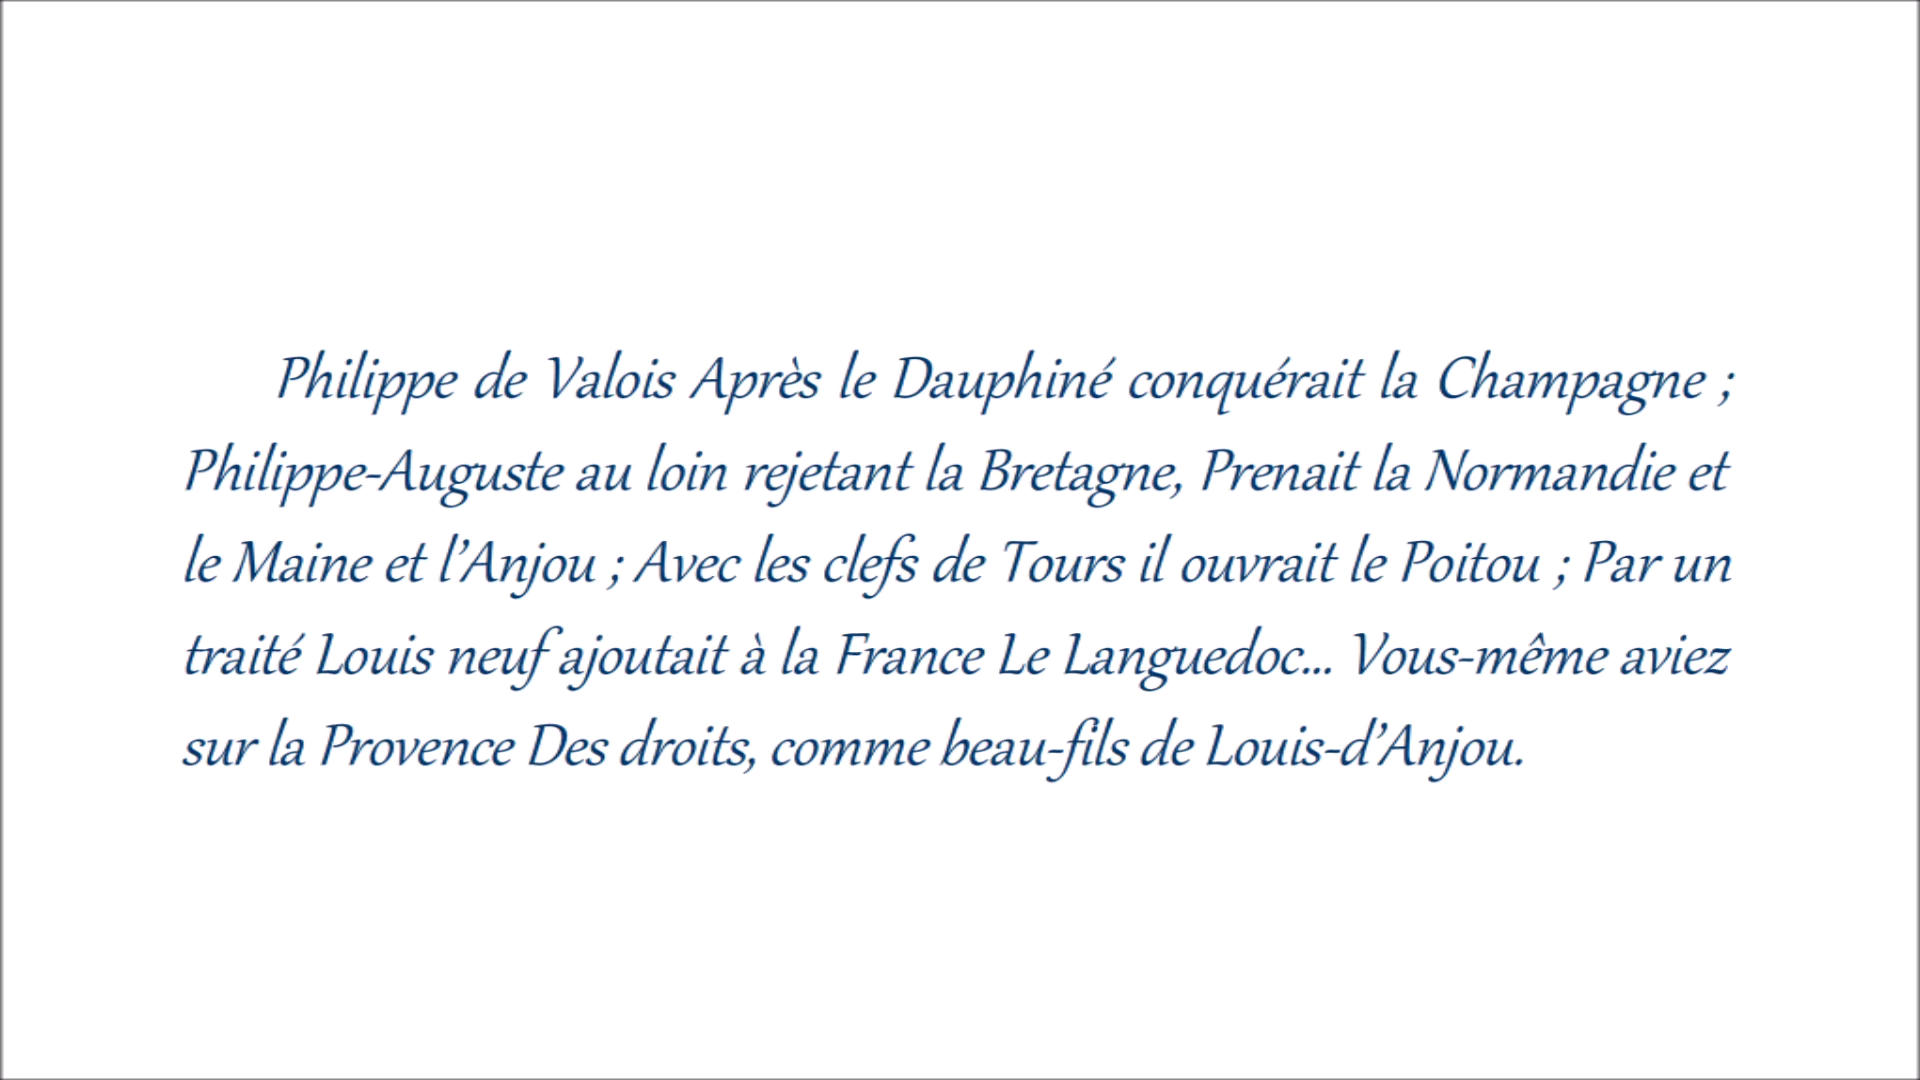 Philippe de Valois Après le Dauphiné conquérait la Champagne ;
Philippe-Auguste au loin rejetant la Bretagne, Prenait la Normandie et
le Maine et l’Anjou ; Avec les clefs de Tours il ouvrait le Poitou ; Par un
traité Louis neuf ajoutait à la France Le Languedoc... Vous-même aviez
sur la Provence Des droits, comme beau-fils de Louis-d’Anjou.